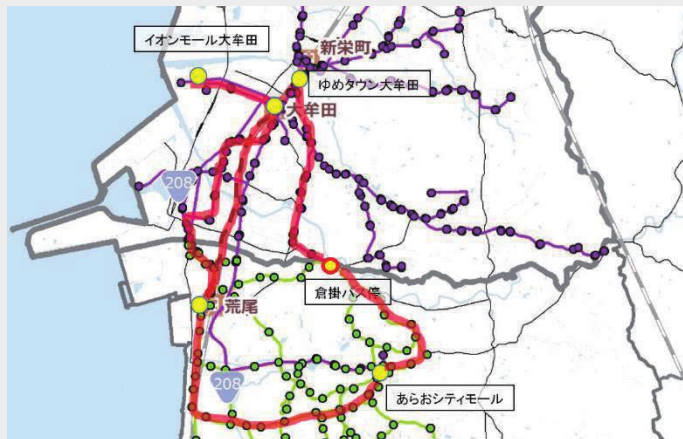 イオンモール大牟田
新栄町
ゆめタウン大牟田
大牟田
208
倉掛バス停
荒尾
208
あらおシティモール